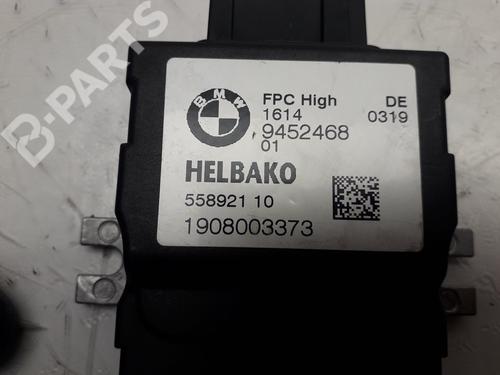 B-PARTS
BMW
FPC High DE
1614 0319
9452468
01
HELBAKO
558921 10
1908003373